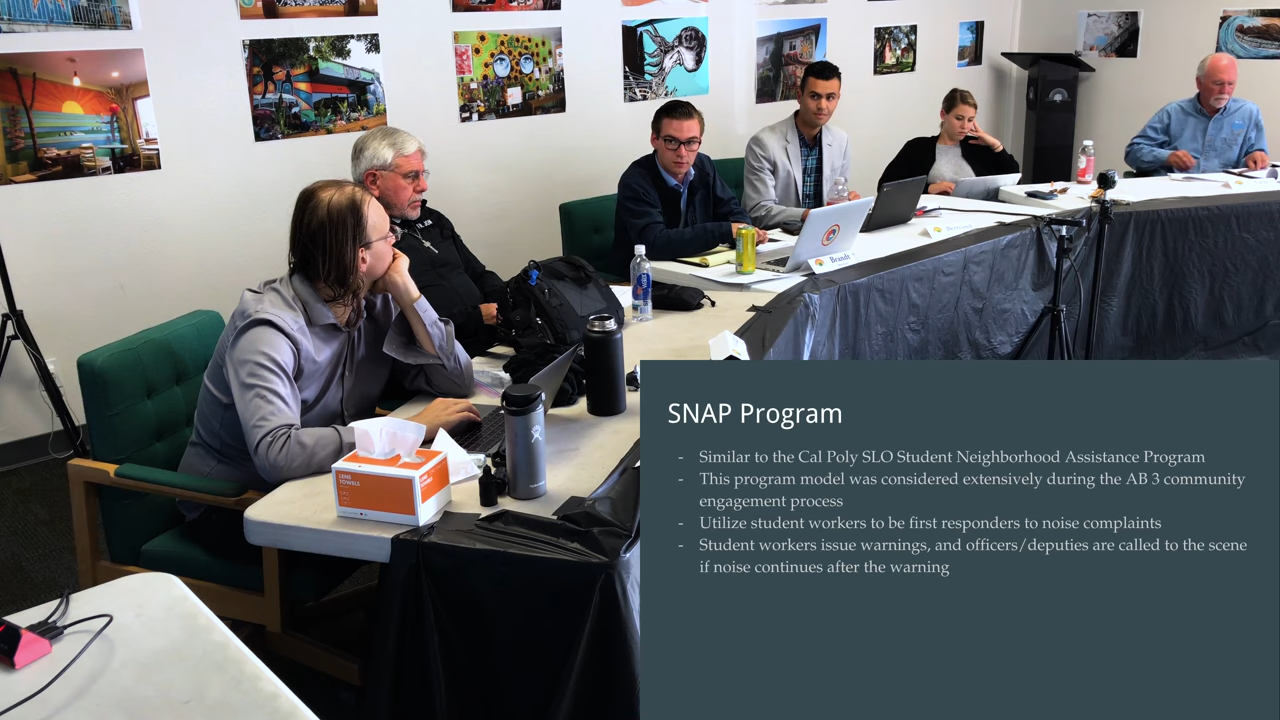 Brandt
LENS
TOWELS
SNAP Program
- Similar to the Cal Poly SLO Student Neighborhood Assistance Program
- This program model was considered extensively during the AB 3 community
engagement process
- Utilize student workers to be first responders to noise complaints
- Student workers issue warnings, and officers/deputies are called to the scene
if noise continues after the warning